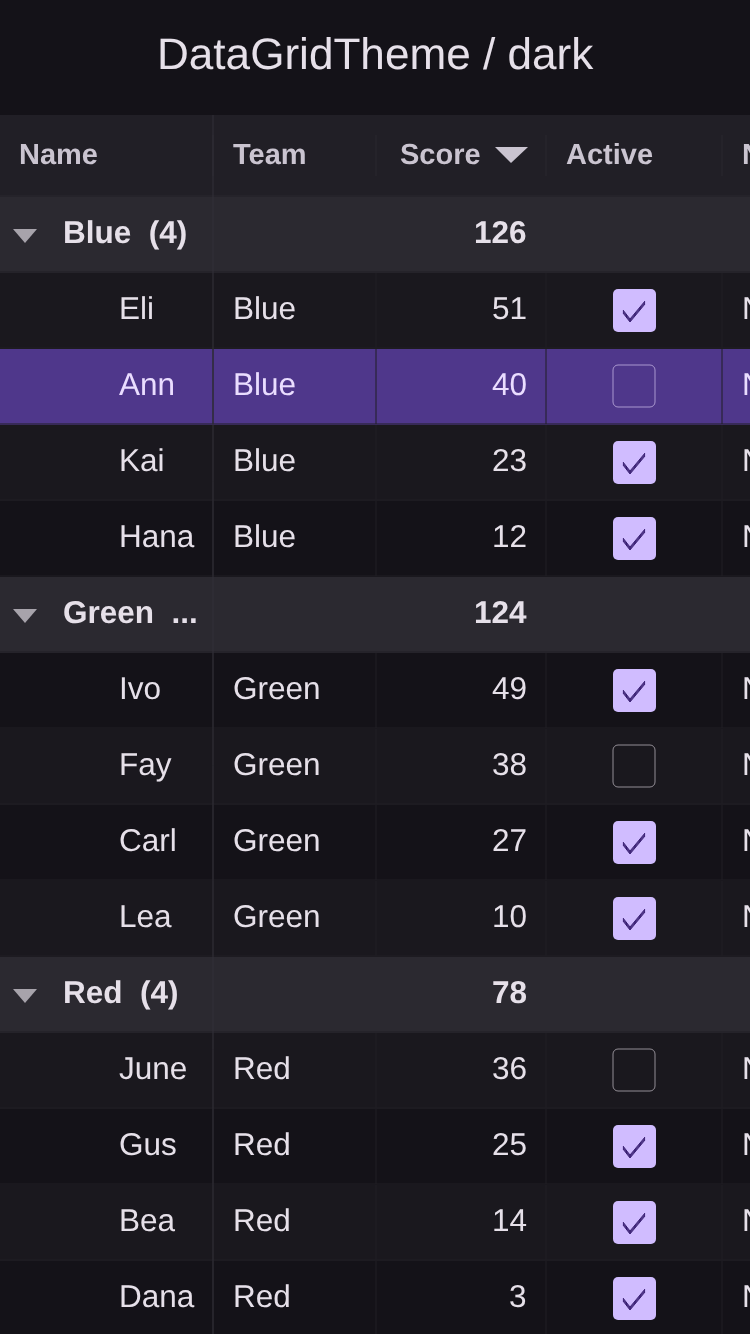 DataGridTheme / dark
Name Team Score Active
Blue (4) 126
Eli Blue 51
Ann Blue 40
Kai Blue 23
Hana Blue 12
Green ... 124
Ivo Green 49
Fay Green 38
Carl Green 27
Lea Green 10
Red (4) 78
June Red 36
Gus Red 25
Bea Red 14
Dana Red 3